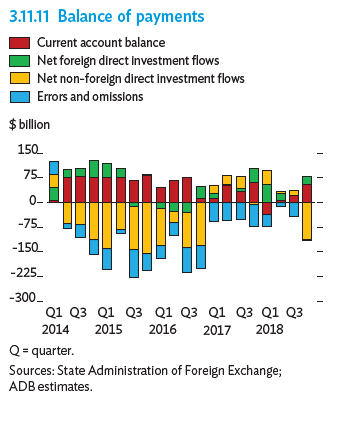 3.11.11 Balance of payments
Current account balance
Net foreign direct investment flows
Net non-foreign direct investment flows
Errors and omissions
$ billion
150
75
0
-75
-150
-225
-300
Q1 Q3 Q1 Q3 Q1 Q3 Q1 Q3 Q1 Q3
2014 2015 2016 2017 2018
Q = quarter.
Sources: State Administration of Foreign Exchange;
ADB estimates.